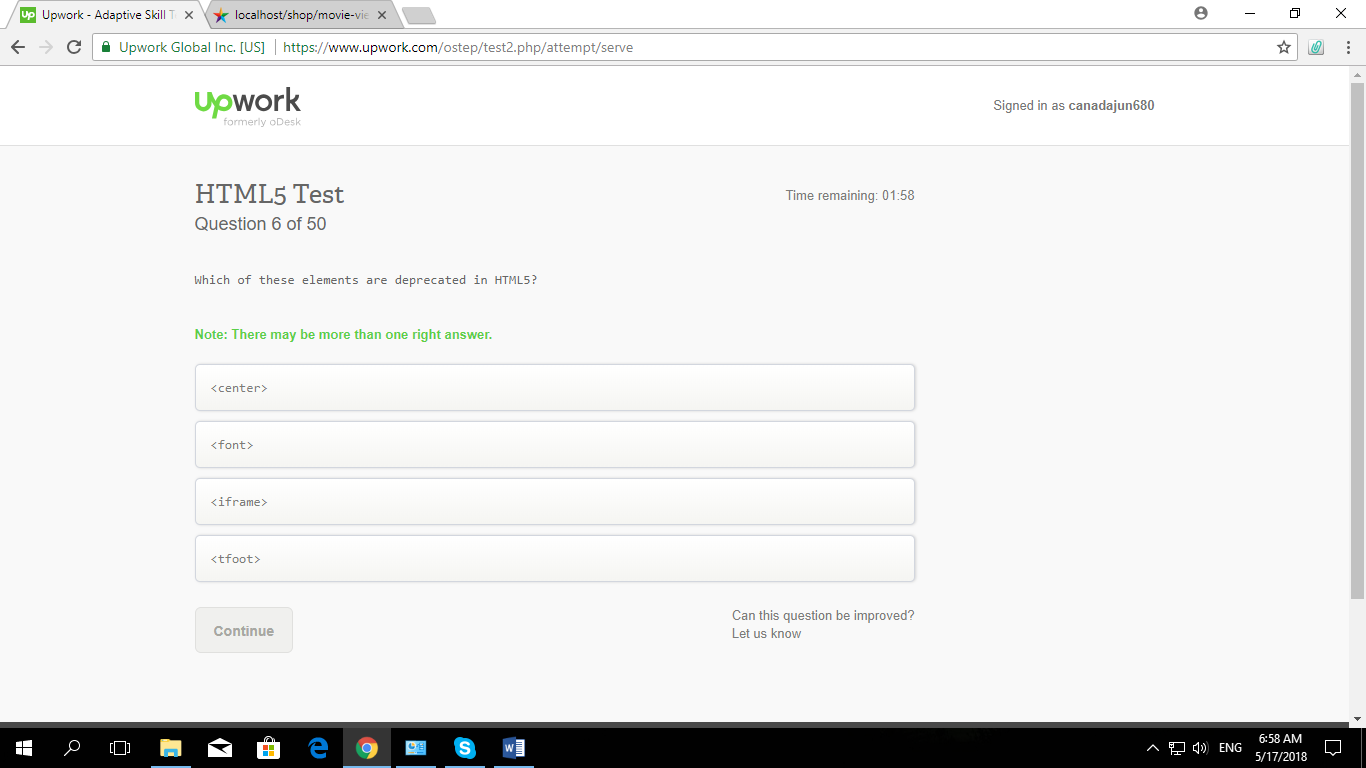 Upwork - Adaptive Skill T
localhost/shop/movie-vie
Upwork Global Inc. [US] https://www.upwork.com/ostep/test2.php/attempt/serve
upwork
formerly oDesk
Signed in as canadajun680
HTML5 Test
Time remaining: 01:58
Question 6 of 50
Which of these elements are deprecated in HTML5?
Note: There may be more than one right answer.
<center>
<font>
<iframe>
<tfoot>
Continue
Can this question be improved?
Let us know
ENG
6:58 AM
5/17/2018